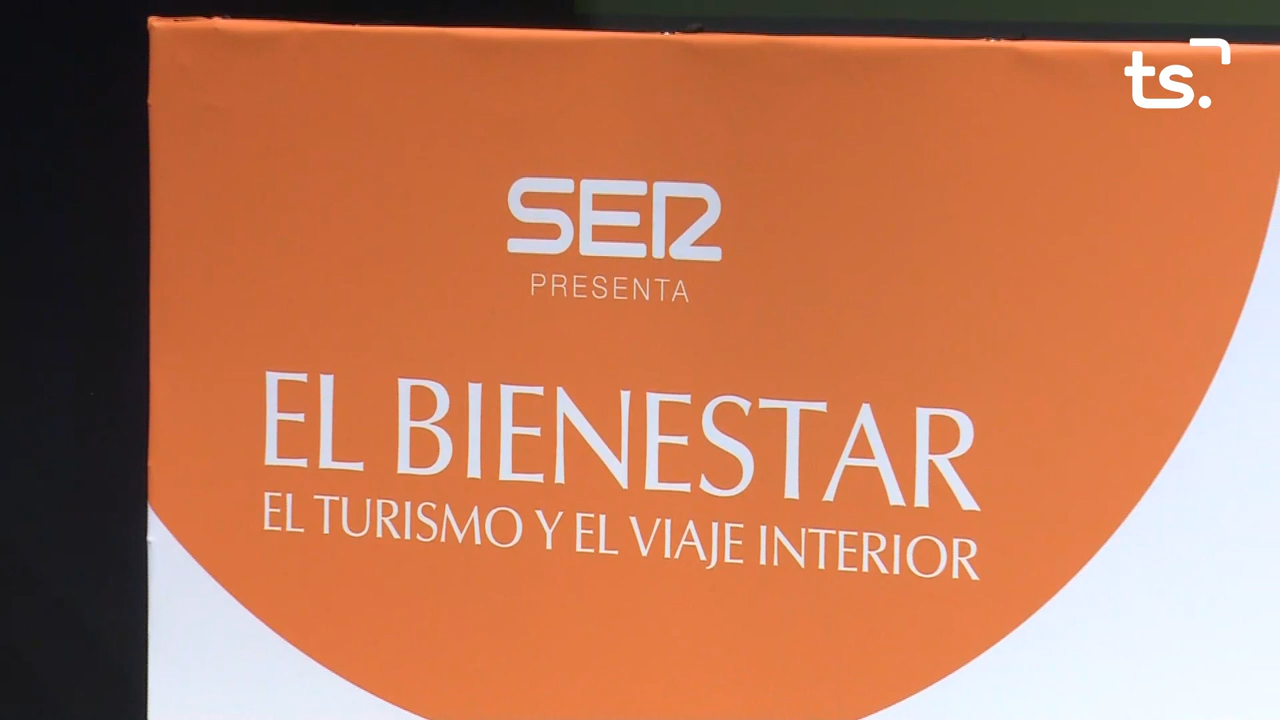 ts.
SER
PRESENTA
EL BIENESTAR
EL TURISMO Y EL VIAJE INTERIOR